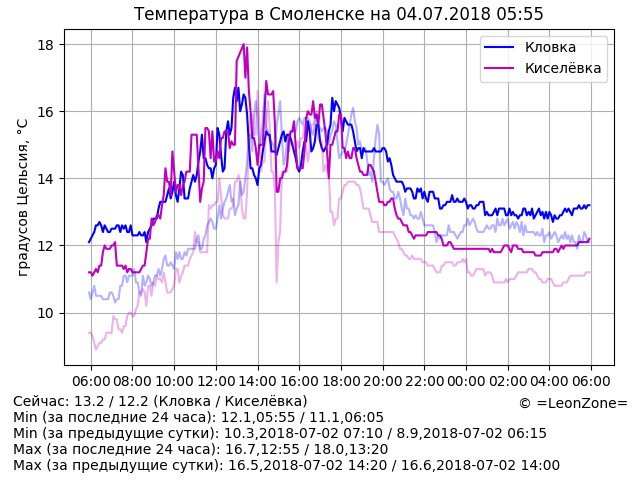 Температура в Смоленске на 04.07.2018 05:55
градусов Цельсия, °C
18
16
14
12
10
Кловка
Киселёвка
06:00 08:00 10:00 12:00 14:00 16:00 18:00 20:00 22:00 00:00 02:00 04:00 06:00
Сейчас: 13.2 / 12.2 (Кловка / Киселёвка)
© =LeonZone=
Min (за последние 24 часа): 12.1,05:55 / 11.1,06:05
Min (за предыдущие сутки): 10.3,2018-07-02 07:10 / 8.9,2018-07-02 06:15
Max (за последние 24 часа): 16.7,12:55 / 18.0,13:20
Max (за предыдущие сутки): 16.5,2018-07-02 14:20 / 16.6,2018-07-02 14:00